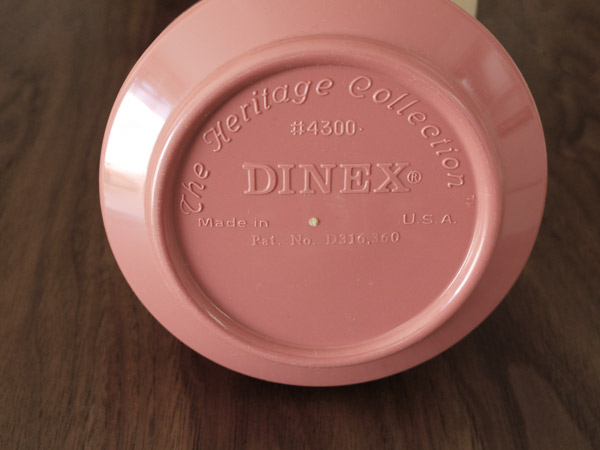 The Heritage Collection™
#4300
DINEX®
Made in U.S.A.
Pat. No. D316,360